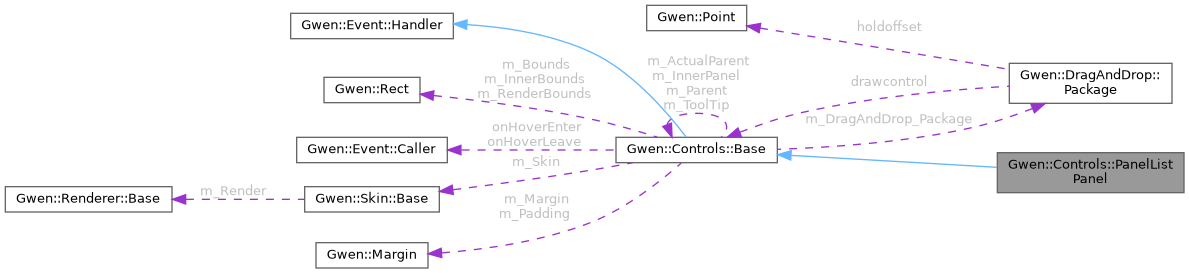 Gwen::Event::Handler
Gwen::Point
holdoffset
m_Bounds
m_InnerBounds
m_RenderBounds
m_ActualParent
m_InnerPanel
m_Parent
m_ToolTip
Gwen::Rect
drawcontrol
Gwen::DragAndDrop::
Package
m_DragAndDrop_Package
onHoverEnter
onHoverLeave
Gwen::Event::Caller
Gwen::Controls::Base
m_Skin
Gwen::Controls::PanelList
Panel
Gwen::Renderer::Base
m_Render
Gwen::Skin::Base
m_Margin
m_Padding
Gwen::Margin